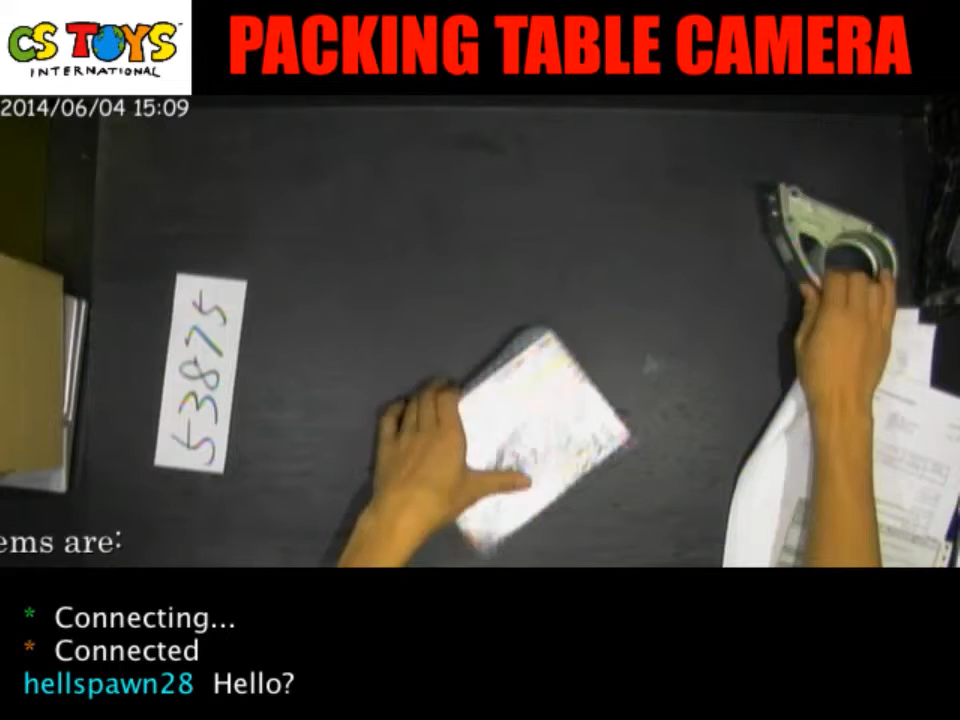 CS TOYS
INTERNATIONAL
PACKING TABLE CAMERA
2014/06/04 15:09
53875
ems are:
* Connecting...
* Connected
hellspawn28 Hello?